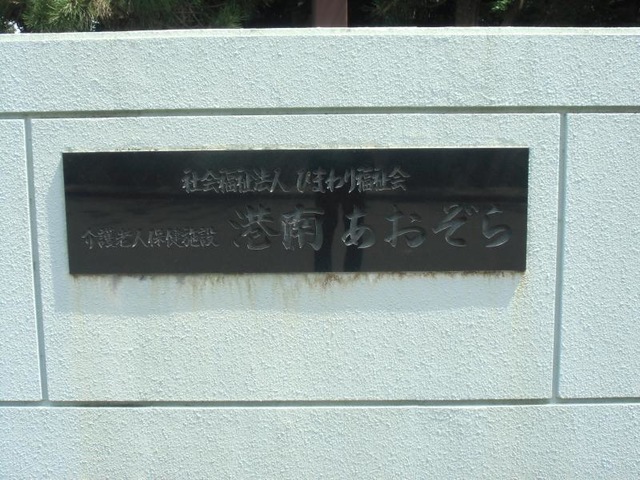 社会福祉法人 ひまわり福祉会
介護老人保健施設 港南あおぞら